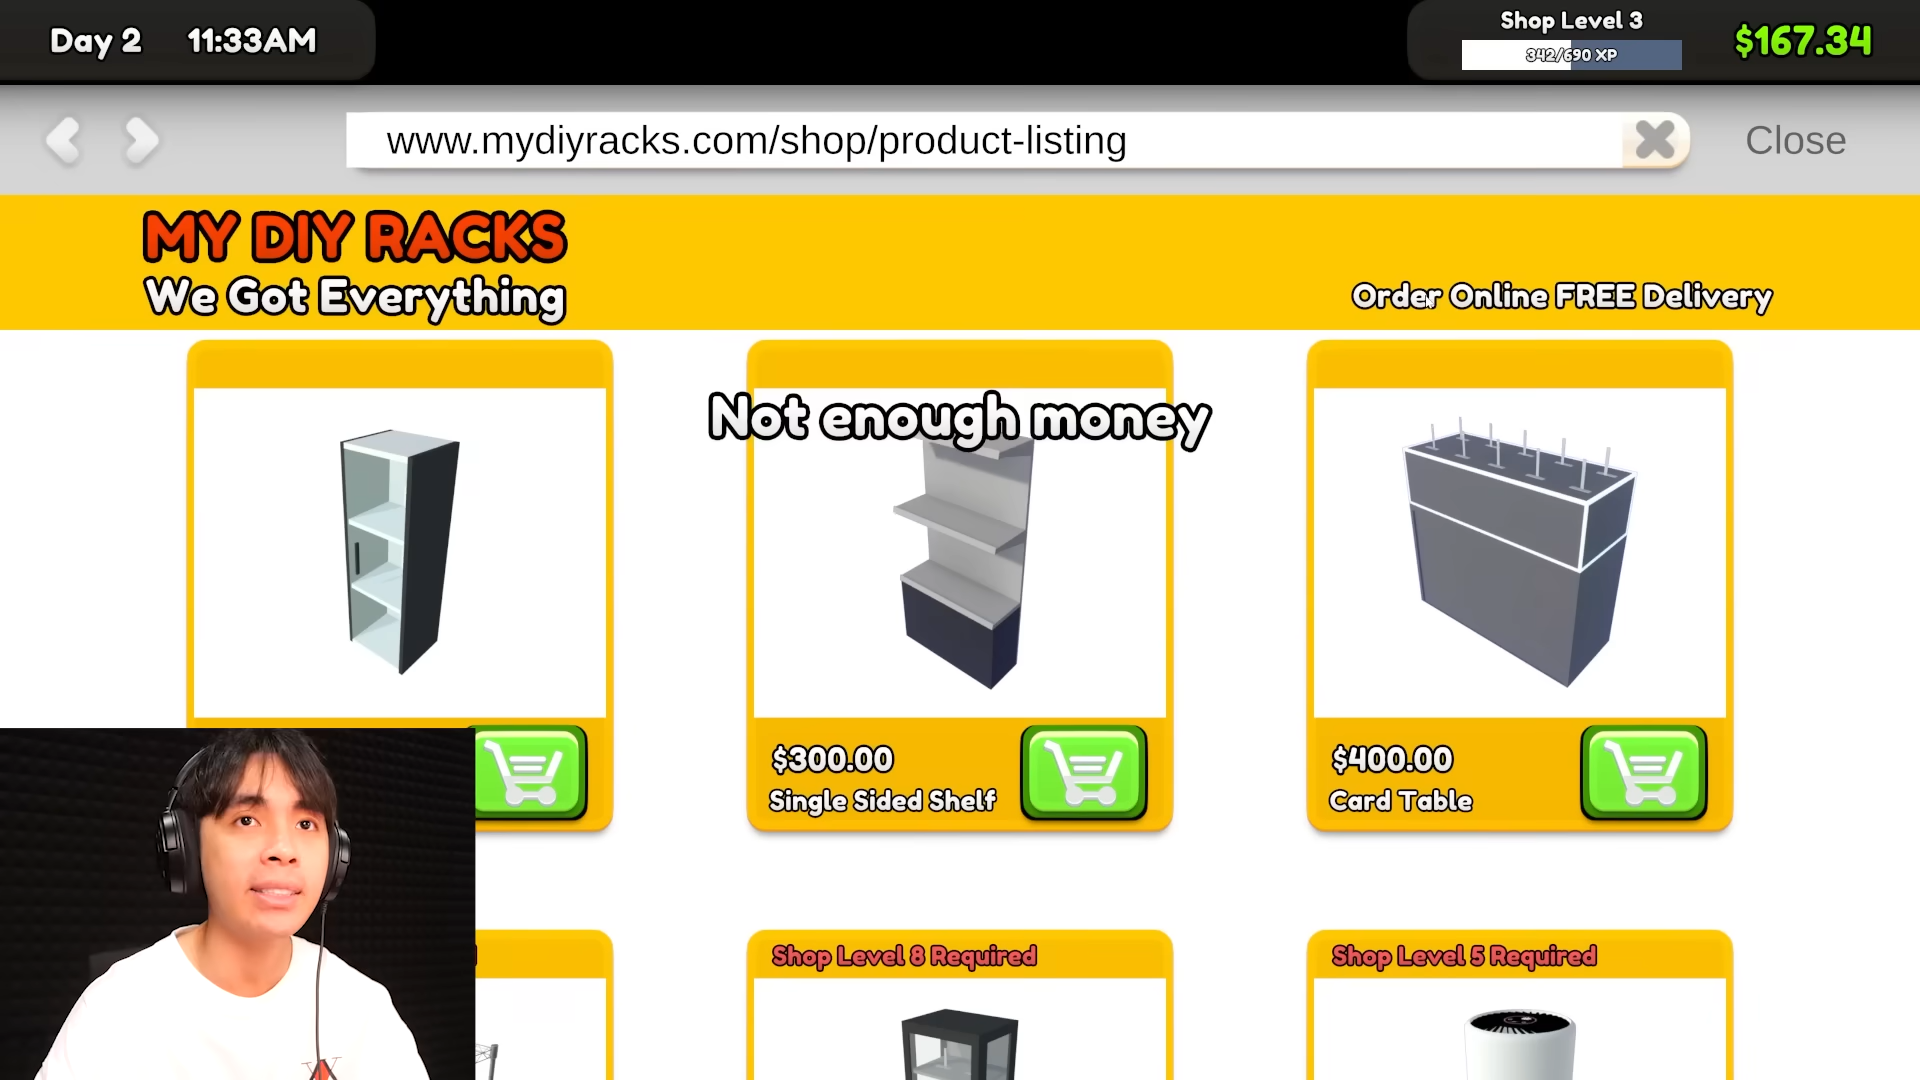 Day 2 11:33AM
Shop Level 3
342/690 XP
$167.34
www.mydiyracks.com/shop/product-listing
Close
MY DIY RACKS
We Got Everything
Order Online FREE Delivery
Not enough money
$300.00
Single Sided Shelf
$400.00
Card Table
Shop Level 8 Required
Shop Level 5 Required